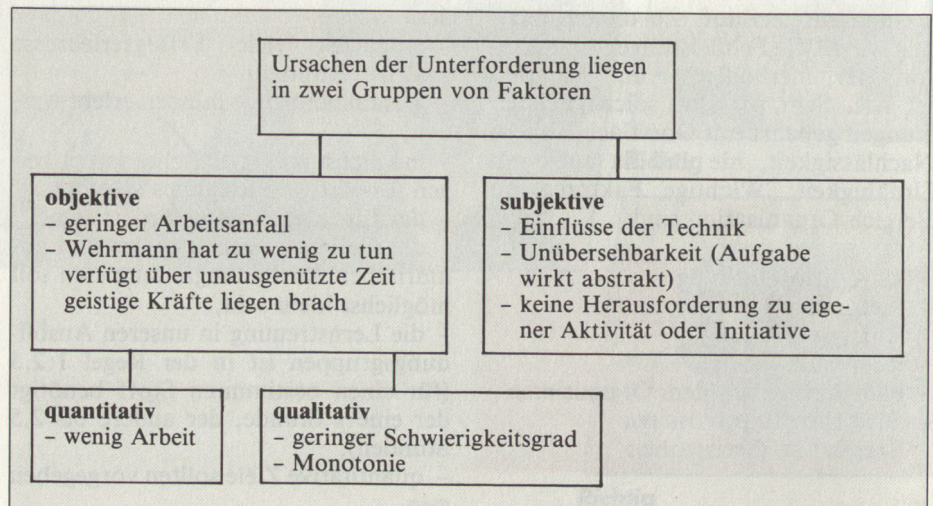 Ursachen der Unterforderung liegen
in zwei Gruppen von Faktoren
objektive
– geringer Arbeitsanfall
– Wehrmann hat zu wenig zu tun
verfügt über unausgenützte Zeit
geistige Kräfte liegen brach
subjektive
– Einflüsse der Technik
– Unübersehbarkeit (Aufgabe
wirkt abstrakt)
– keine Herausforderung zu eige-
ner Aktivität oder Initiative
quantitativ
– wenig Arbeit
qualitativ
– geringer Schwierigkeitsgrad
Monotonie